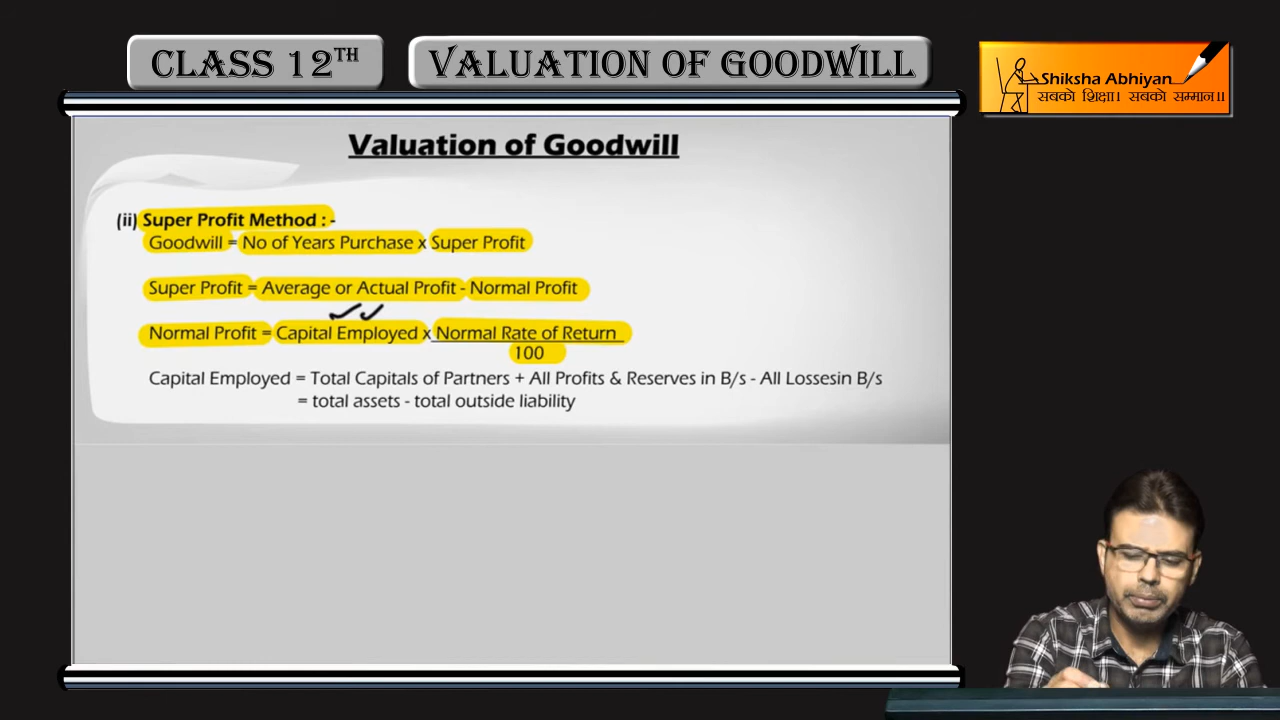 CLASS 12TH
VALUATION OF GOODWILL
Shiksha Abhiyan
सबको शिक्षा। सबको सम्मान॥
Valuation of Goodwill
(ii) Super Profit Method : -
Goodwill = No of Years Purchase x Super Profit
Super Profit = Average or Actual Profit - Normal Profit
Normal Profit = Capital Employed x Normal Rate of Return
100
Capital Employed = Total Capitals of Partners + All Profits & Reserves in B/s - All Lossesin B/s
= total assets - total outside liability